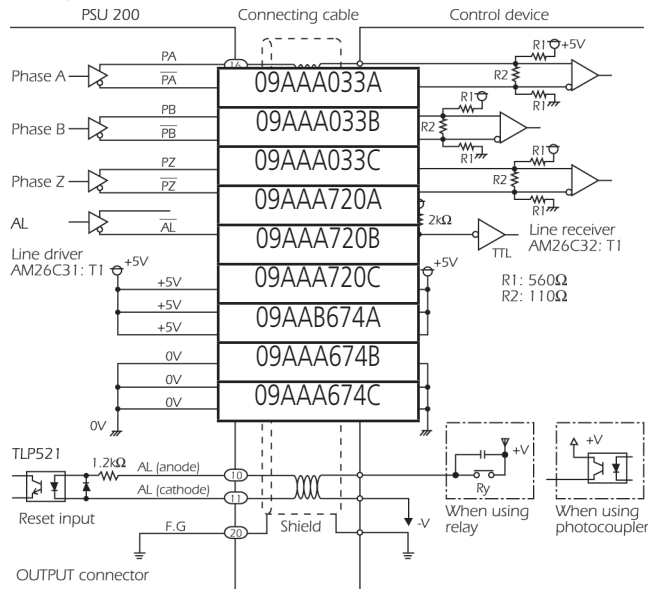 PSU 200 Connecting cable Control device
PA
16
R1 +5V
Phase A
PA
09AAA033A
R2
R1
PB
09AAA033B
R1
Phase B
PB
R2
R1
PZ
09AAA033C
R1
Phase Z
PZ
R2
R1
09AAA720A
AL
AL
2kΩ
Line receiver
AM26C32: T1
TTL
09AAA720B
Line driver
AM26C31: T1
+5V
+5V
R1: 560Ω
R2: 110Ω
+5V
09AAA720C
+5V
09AAB674A
+5V
0V
09AAA674B
0V
09AAA674C
0V
0V
TLP521
1.2kΩ
AL (anode)
10
+V
+V
AL (cathode)
11
Ry
Reset input
-V
When using
relay
When using
photocoupler
F.G
20
Shield
OUTPUT connector